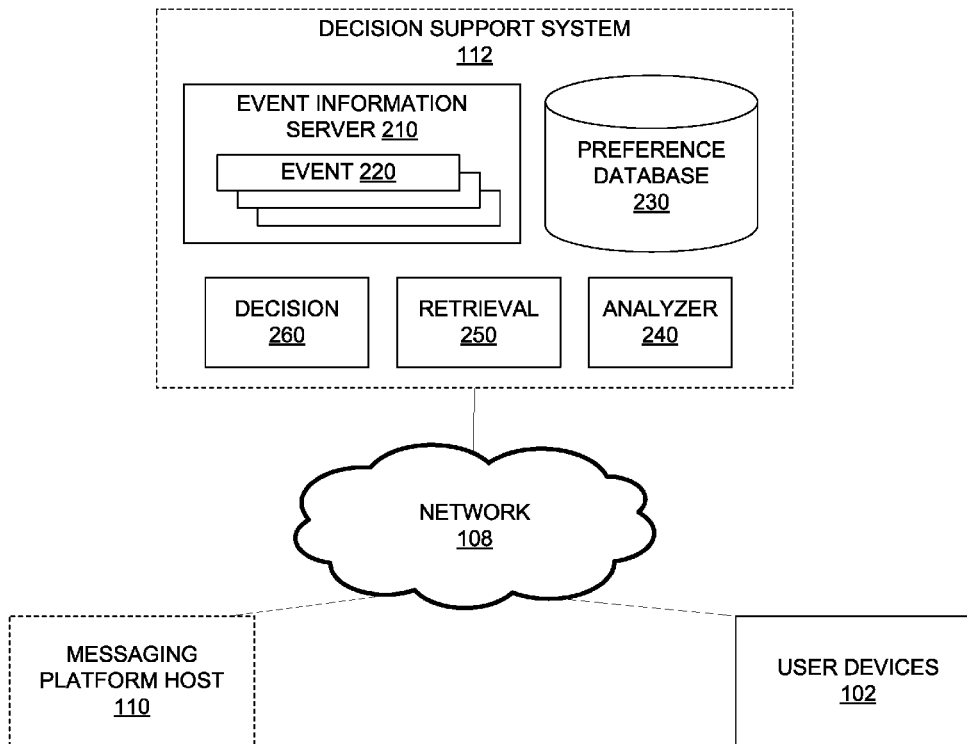 DECISION SUPPORT SYSTEM
112
EVENT INFORMATION
SERVER 210
EVENT 220
PREFERENCE
DATABASE
230
DECISION
260
RETRIEVAL
250
ANALYZER
240
NETWORK
108
MESSAGING
PLATFORM HOST
110
USER DEVICES
102